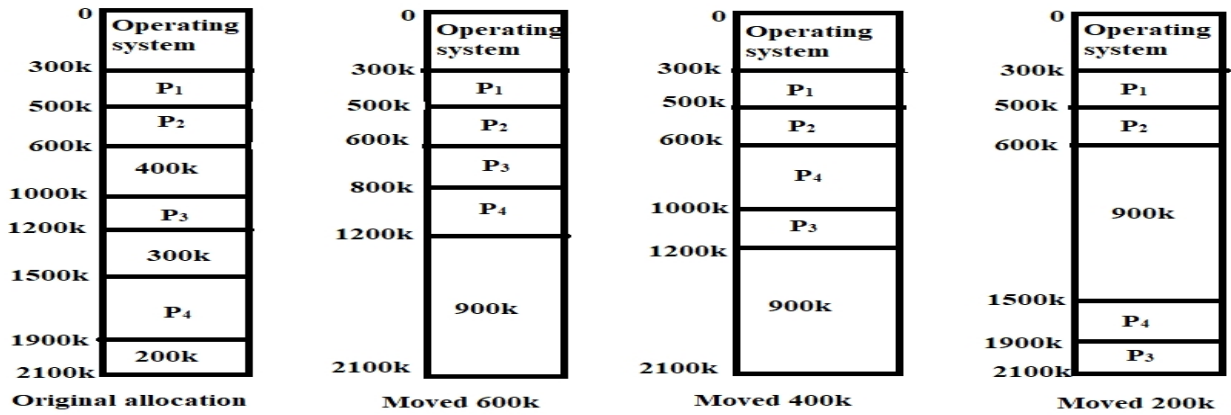 0
Operating
system
300k
P₁
500k
P₂
600k
400k
1000k
P₃
1200k
300k
1500k
P₄
1900k
200k
2100k
Original allocation
0
Operating
system
300k
P₁
500k
P₂
600k
P₃
800k
P₄
1200k
900k
2100k
Moved 600k
0
Operating
system
300k
P₁
500k
P₂
600k
P₄
1000k
P₃
1200k
900k
2100k
Moved 400k
0
Operating
system
300k
P₁
500k
P₂
600k
900k
1500k
P₄
1900k
P₃
2100k
Moved 200k